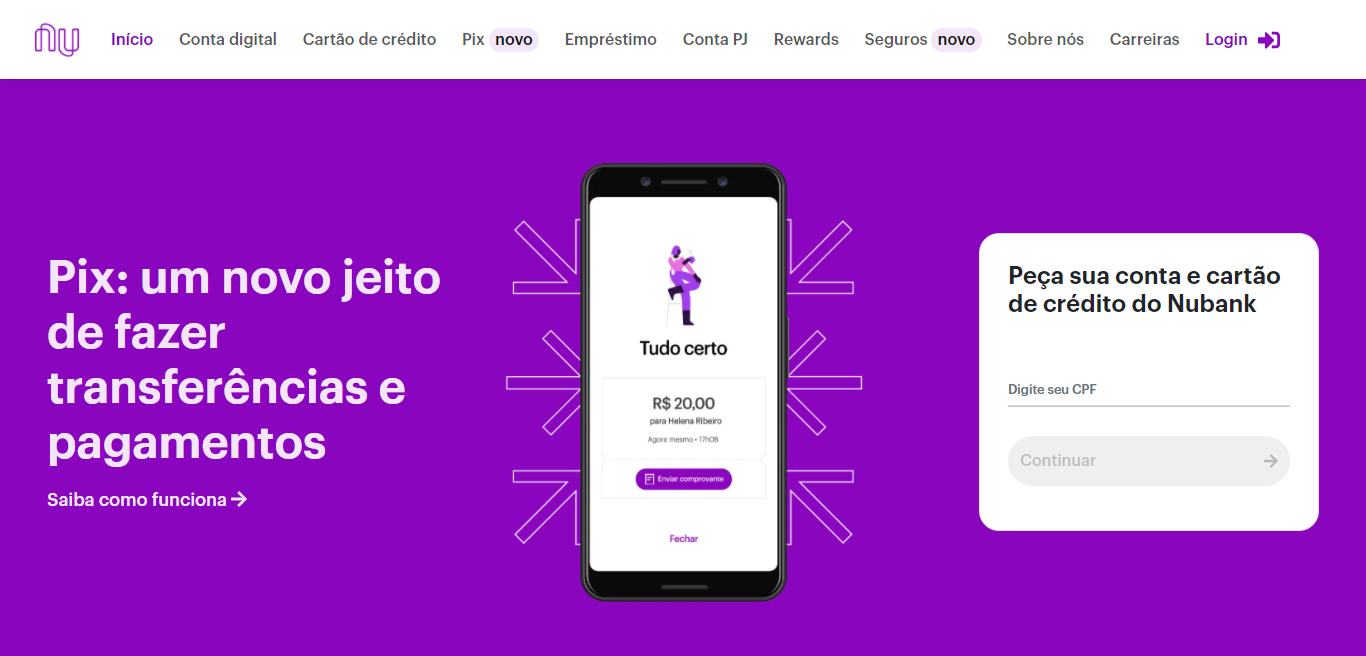 nu
Início Conta digital Cartão de crédito Pix novo Empréstimo Conta PJ Rewards Seguros novo Sobre nós Carreiras Login
Pix: um novo jeito
de fazer
transferências e
pagamentos
Saiba como funciona
Tudo certo
R$ 20,00
para Helena Ribeiro
Agora mesmo • 17h08
Enviar comprovante
Fechar
Peça sua conta e cartão
de crédito do Nubank
Digite seu CPF
Continuar